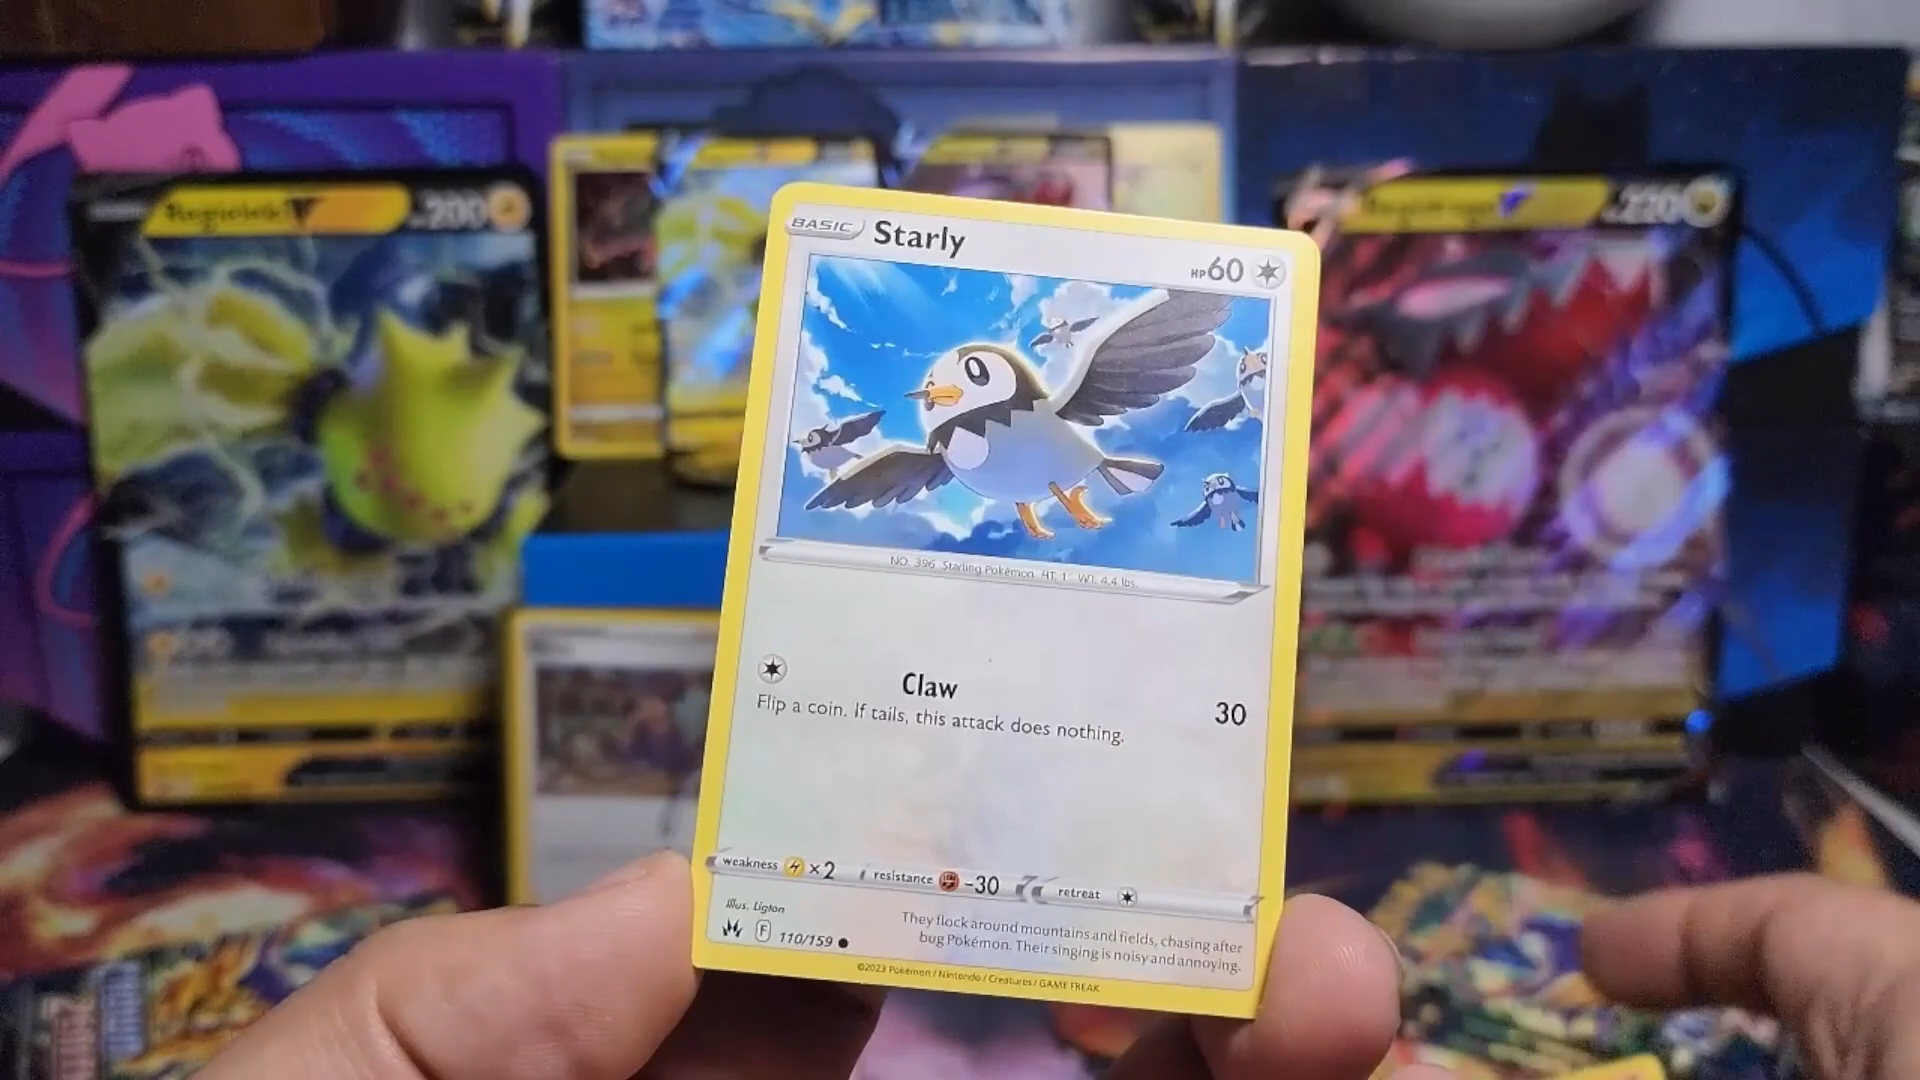 BASIC Starly HP60
NO. 396 Starling Pokémon HT: 1' WT: 4.4 lbs.
Claw 30
Flip a coin. If tails, this attack does nothing.
weakness ×2 resistance -30 retreat
Illus. Ligton
F 110/159
They flock around mountains and fields, chasing after
bug Pokémon. Their singing is noisy and annoying.
©2023 Pokémon / Nintendo / Creatures / GAME FREAK
200
220